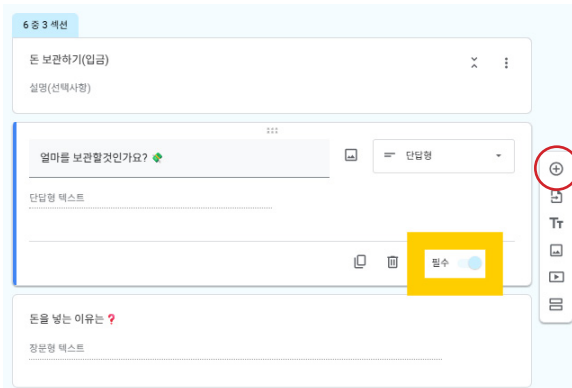 6 중 3 섹션
돈 보관하기(입금)
설명(선택사항)
얼마를 보관할것인가요? 💸
단답형
단답형 텍스트
Tт
필수
돈을 넣는 이유는❓
장문형 텍스트